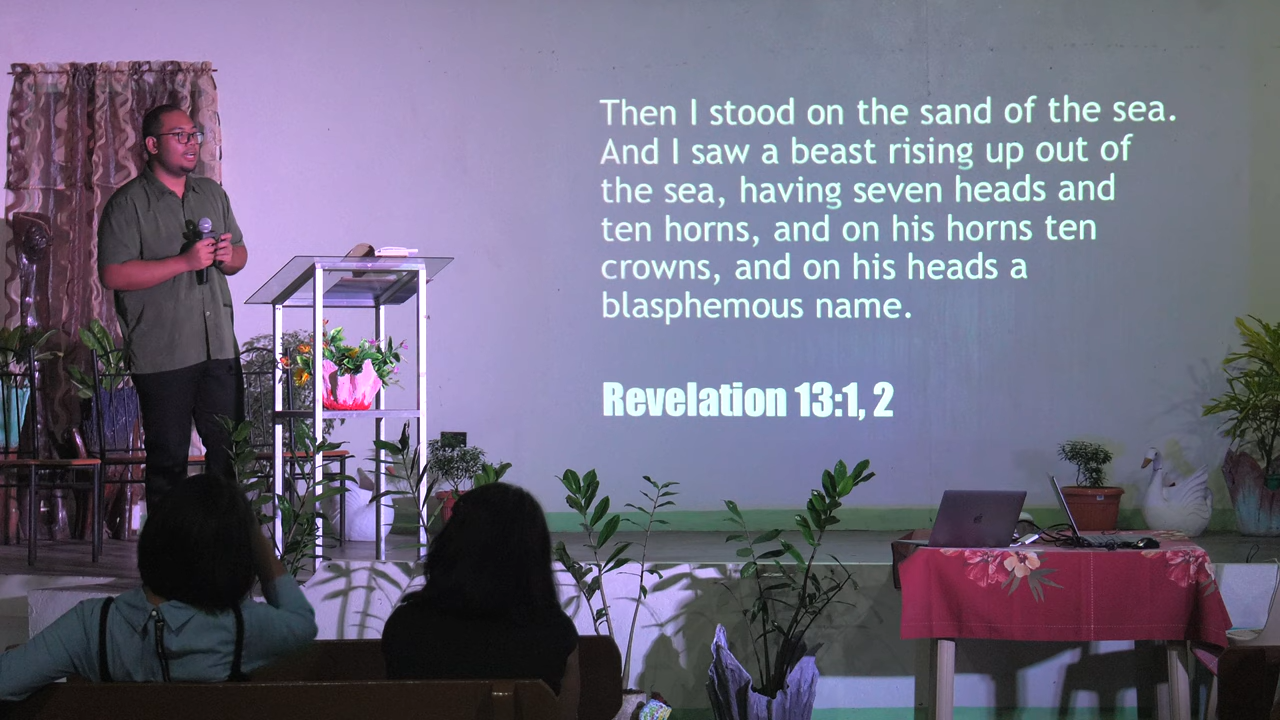 Then I stood on the sand of the sea.
And I saw a beast rising up out of
the sea, having seven heads and
ten horns, and on his horns ten
crowns, and on his heads a
blasphemous name.
Revelation 13:1, 2